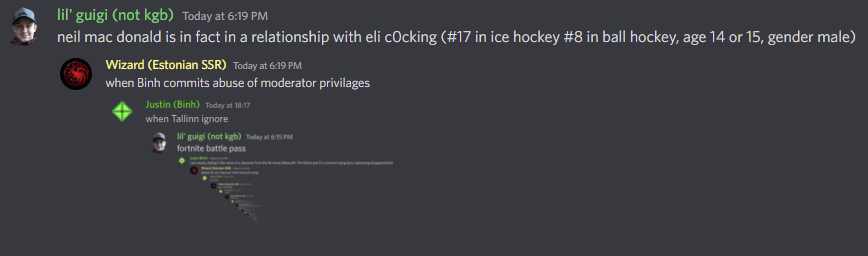 lil' guigi (not kgb) Today at 6:19 PM
neil mac donald is in fact in a relationship with eli c0cking (#17 in ice hockey #8 in ball hockey, age 14 or 15, gender male)
Wizard (Estonian SSR) Today at 6:19 PM
when Binh commits abuse of moderator privilages
Justin (Binh) Today at 18:17
when Tallinn ignore
lil' guigi (not kgb) Today at 6:15 PM
fortnite battle pass